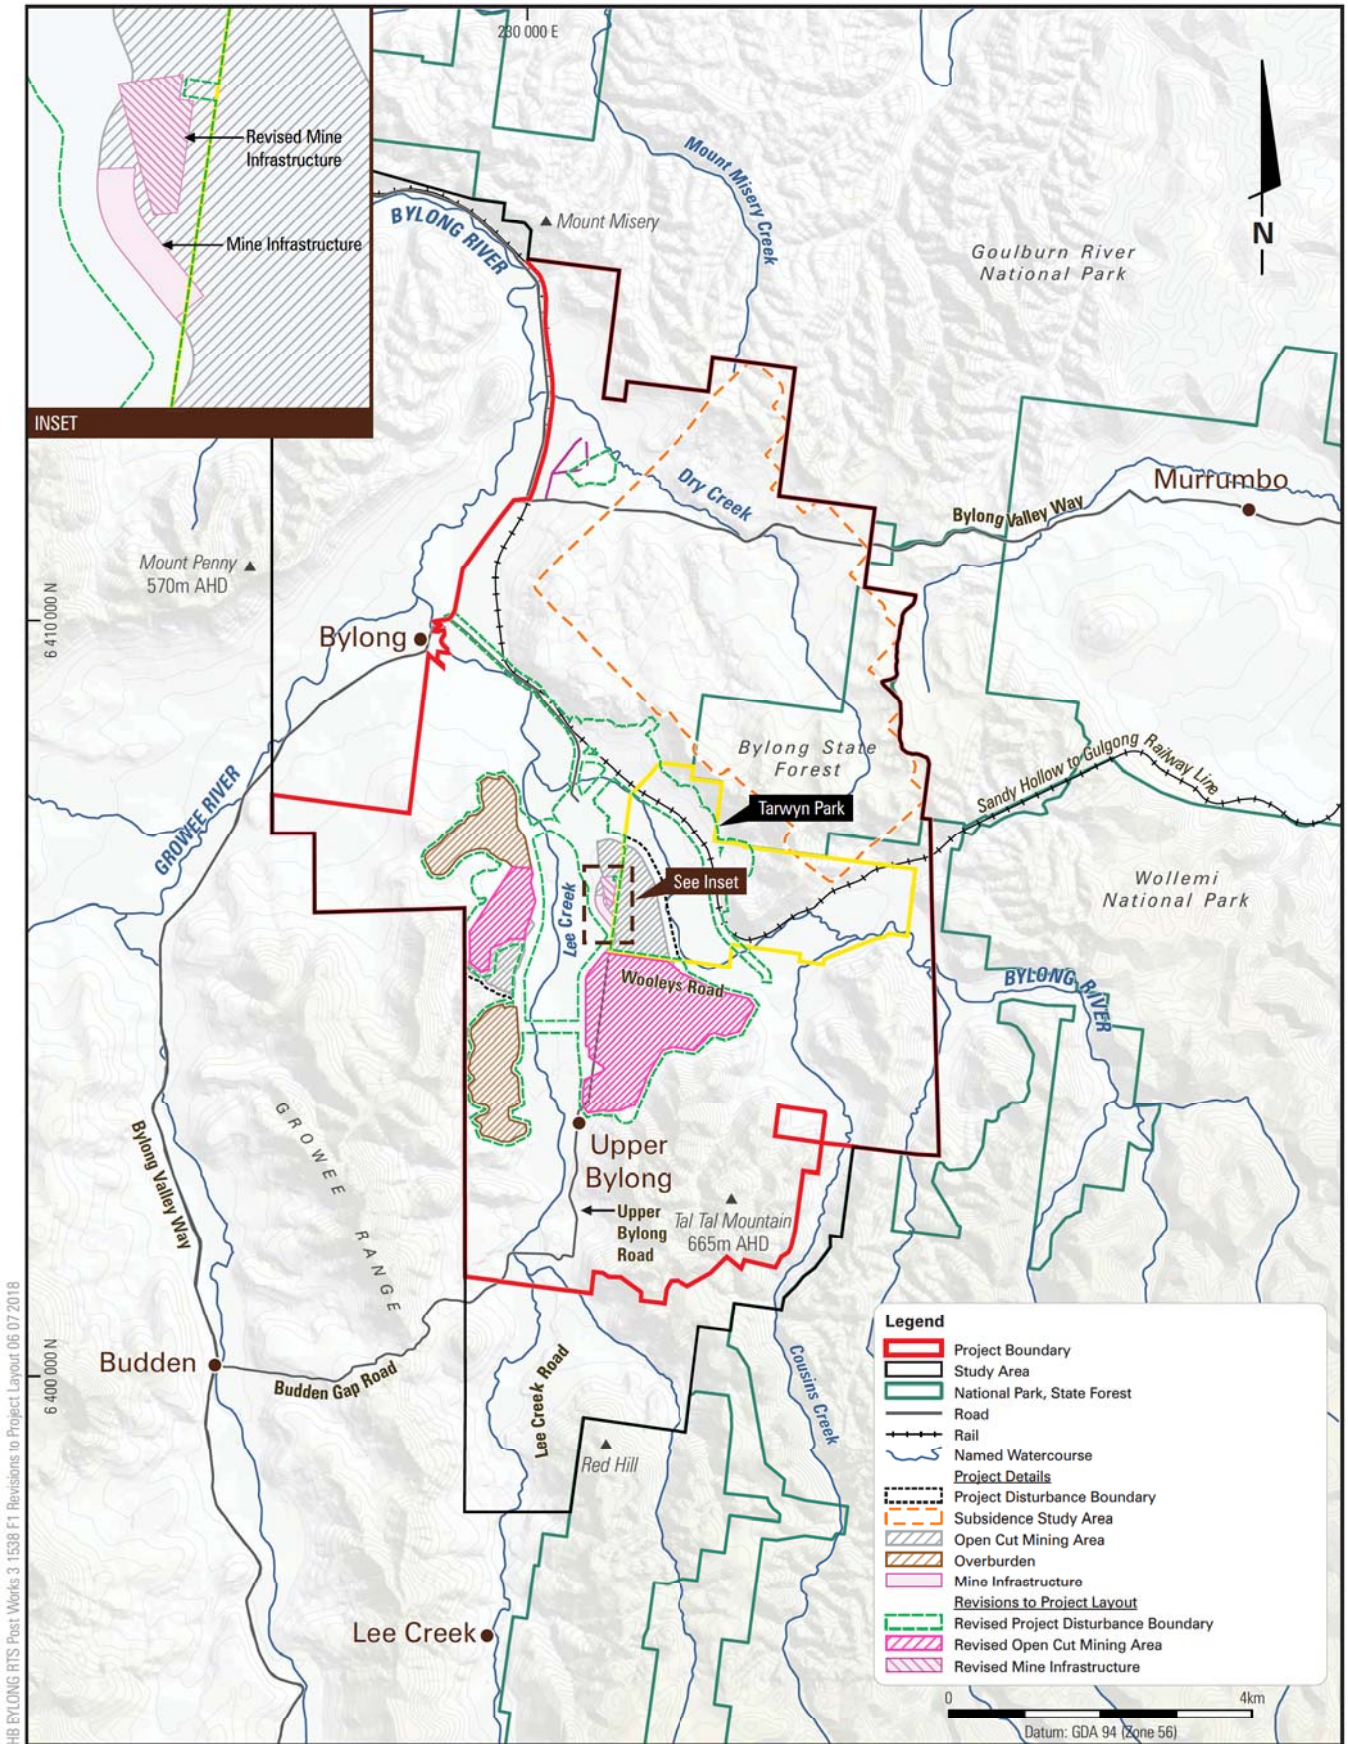 230 000 E
Revised Mine
Infrastructure
Mine Infrastructure
INSET
BYLONG RIVER
Mount Misery
Mount Misery Creek
Goulburn River
National Park
N
Dry Creek
Murrumbo
Bylong Valley Way
Mount Penny
570m AHD
6 410 000 N
Bylong
Bylong State
Forest
Sandy Hollow to Gulgong Railway Line
GROWEE RIVER
Tarwyn Park
See Inset
Wollemi
National Park
Lee Creek
Wooleys Road
BYLONG RIVER
GROWEE RANGE
Bylong Valley Way
Upper
Bylong
Upper
Bylong
Road
Tal Tal Mountain
665m AHD
Budden
Budden Gap Road
6 400 000 N
Lee Creek Road
Cousins Creek
Red Hill
Lee Creek
Legend
Project Boundary
Study Area
National Park, State Forest
Road
Rail
Named Watercourse
Project Details
Project Disturbance Boundary
Subsidence Study Area
Open Cut Mining Area
Overburden
Mine Infrastructure
Revisions to Project Layout
Revised Project Disturbance Boundary
Revised Open Cut Mining Area
Revised Mine Infrastructure
0 4km
Datum: GDA 94 (Zone 56)
HB BYLONG RTS Post Works 3 1538 F1 Revisions to Project Layout 06 07 2018